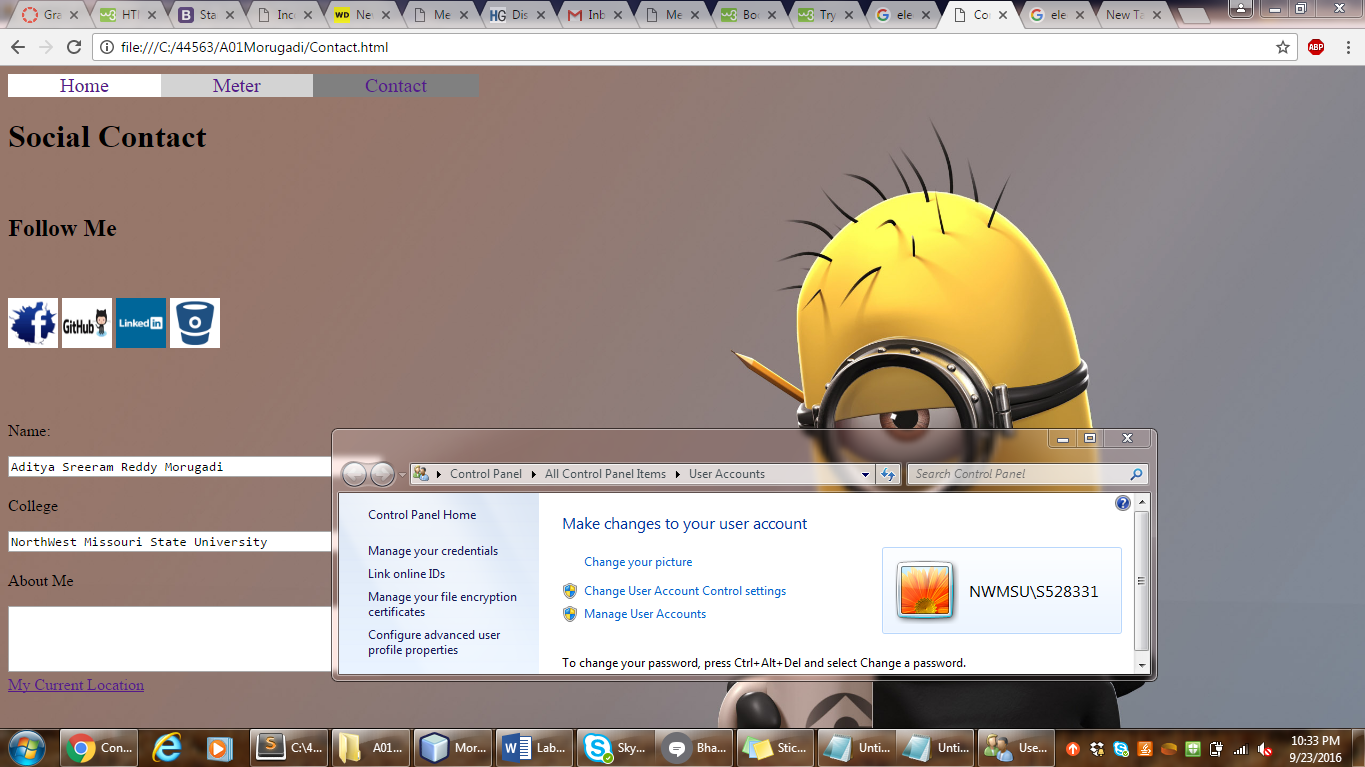 Gra
HTI
Sta
Inc
WD Ne
Me
HG Dis
Inb
Me
Boo
Try
ele
Co
ele
New Ta
file:///C:/44563/A01Morugadi/Contact.html
ABP
Home Meter Contact
Social Contact
Follow Me
f GitHub Linked in
Name:
Aditya Sreeram Reddy Morugadi
College
NorthWest Missouri State University
About Me
My Current Location
Control Panel All Control Panel Items User Accounts
Search Control Panel
Control Panel Home
Manage your credentials
Link online IDs
Manage your file encryption
certificates
Configure advanced user
profile properties
Make changes to your user account
Change your picture
Change User Account Control settings
Manage User Accounts
NWMSU\S528331
To change your password, press Ctrl+Alt+Del and select Change a password.
Con...
C:\4...
A01...
Mor...
Lab...
Sky...
Bha...
Stic...
Unti...
Unti...
Use...
10:33 PM
9/23/2016